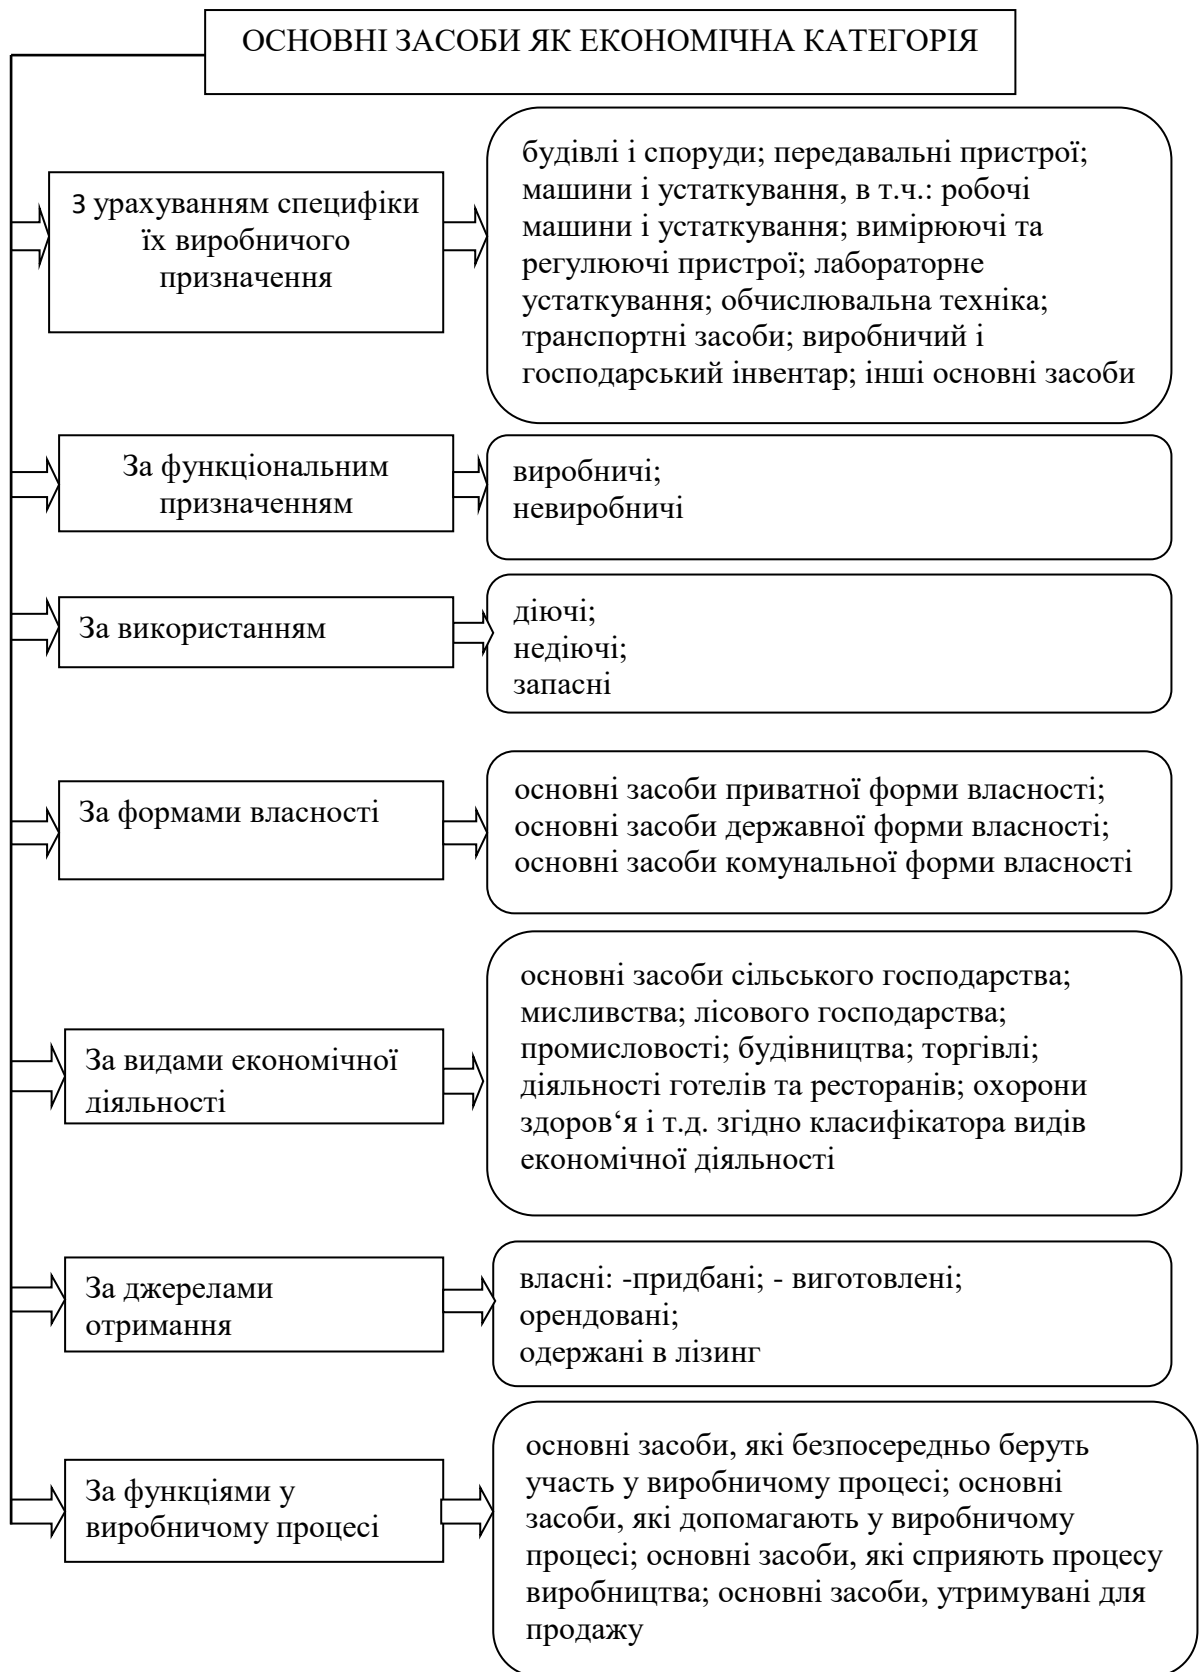 ОСНОВНІ ЗАСОБИ ЯК ЕКОНОМІЧНА КАТЕГОРІЯ
З урахуванням специфіки
їх виробничого
призначення
будівлі і споруди; передавальні пристрої;
машини і устаткування, в т.ч.: робочі
машини і устаткування; вимірюючі та
регулюючі пристрої; лабораторне
устаткування; обчислювальна техніка;
транспортні засоби; виробничий і
господарський інвентар; інші основні засоби
За функціональним
призначенням
виробничі;
невиробничі
За використанням
діючі;
недіючі;
запасні
За формами власності
основні засоби приватної форми власності;
основні засоби державної форми власності;
основні засоби комунальної форми власності
За видами економічної
діяльності
основні засоби сільського господарства;
мисливства; лісового господарства;
промисловості; будівництва; торгівлі;
діяльності готелів та ресторанів; охорони
здоров‘я і т.д. згідно класифікатора видів
економічної діяльності
За джерелами
отримання
власні: -придбані; - виготовлені;
орендовані;
одержані в лізинг
За функціями у
виробничому процесі
основні засоби, які безпосередньо беруть
участь у виробничому процесі; основні
засоби, які допомагають у виробничому
процесі; основні засоби, які сприяють процесу
виробництва; основні засоби, утримувані для
продажу